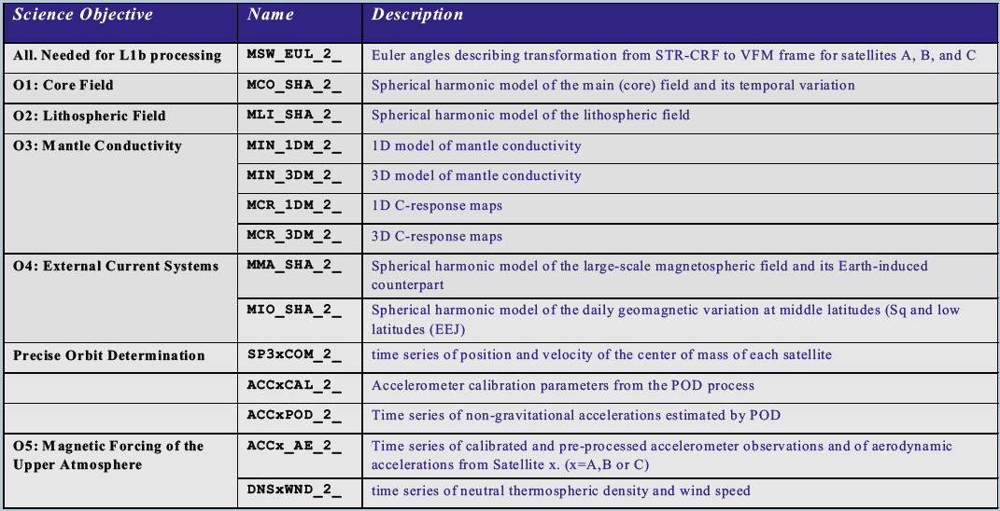 Science Objective Name Description
All. Needed for L1b processing MSW_EUL_2_ Euler angles describing transformation from STR-CRF to VFM frame for satellites A, B, and C
O1: Core Field MCO_SHA_2_ Spherical harmonic model of the main (core) field and its temporal variation
O2: Lithospheric Field MLI_SHA_2_ Spherical harmonic model of the lithospheric field
O3: Mantle Conductivity MIN_1DM_2_ 1D model of mantle conductivity
MIN_3DM_2_ 3D model of mantle conductivity
MCR_1DM_2_ 1D C-response maps
MCR_3DM_2_ 3D C-response maps
O4: External Current Systems MMA_SHA_2_ Spherical harmonic model of the large-scale magnetospheric field and its Earth-induced
counterpart
MIO_SHA_2_ Spherical harmonic model of the daily geomagnetic variation at middle latitudes (Sq and low
latitudes (EEJ)
Precise Orbit Determination SP3xCOM_2_ time series of position and velocity of the center of mass of each satellite
ACCxCAL_2_ Accelerometer calibration parameters from the POD process
ACCxPOD_2_ Time series of non-gravitational accelerations estimated by POD
O5: Magnetic Forcing of the ACCx_AE_2_ Time series of calibrated and pre-processed accelerometer observations and of aerodynamic
Upper Atmosphere accelerations from Satellite x. (x=A,B or C)
DNSxWND_2_ time series of neutral thermospheric density and wind speed